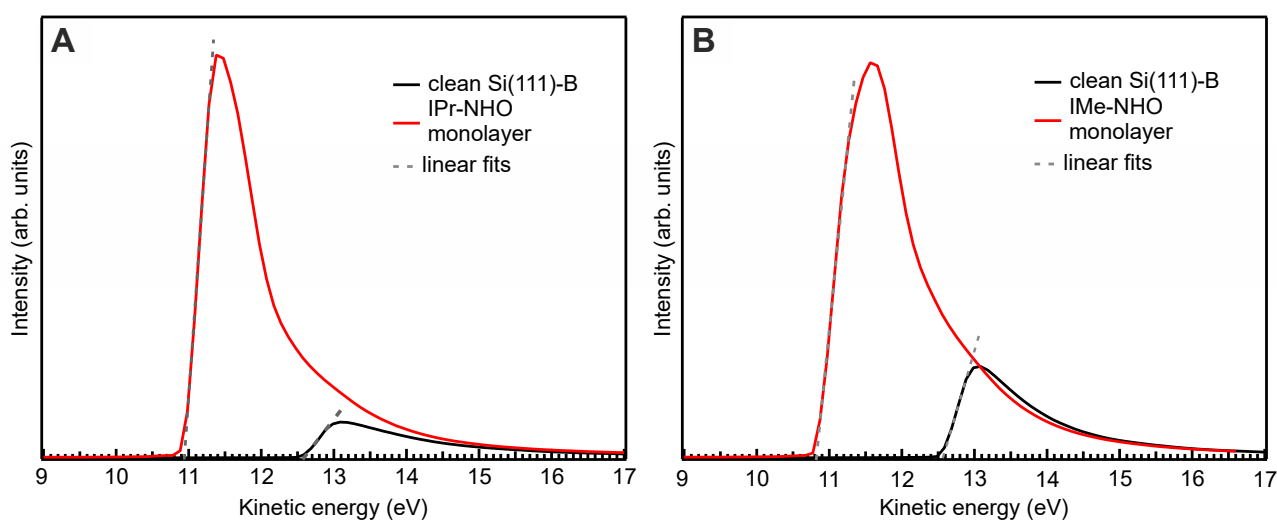 A
clean Si(111)-B
IPr-NHO
monolayer
linear fits
Intensity (arb. units)
9 10 11 12 13 14 15 16 17
Kinetic energy (eV)
B
clean Si(111)-B
IMe-NHO
monolayer
linear fits
Intensity (arb. units)
9 10 11 12 13 14 15 16 17
Kinetic energy (eV)